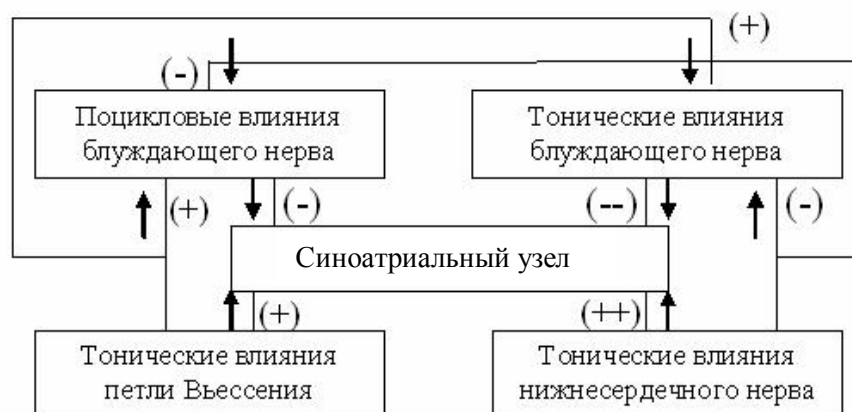 (+)
(-)
Поцикловые влияния
блуждающего нерва
Тонические влияния
блуждающего нерва
(+)
(-)
(--)
(-)
Синоатриальный узел
(+)
(++)
Тонические влияния
петли Вьессения
Тонические влияния
нижнесердечного нерва